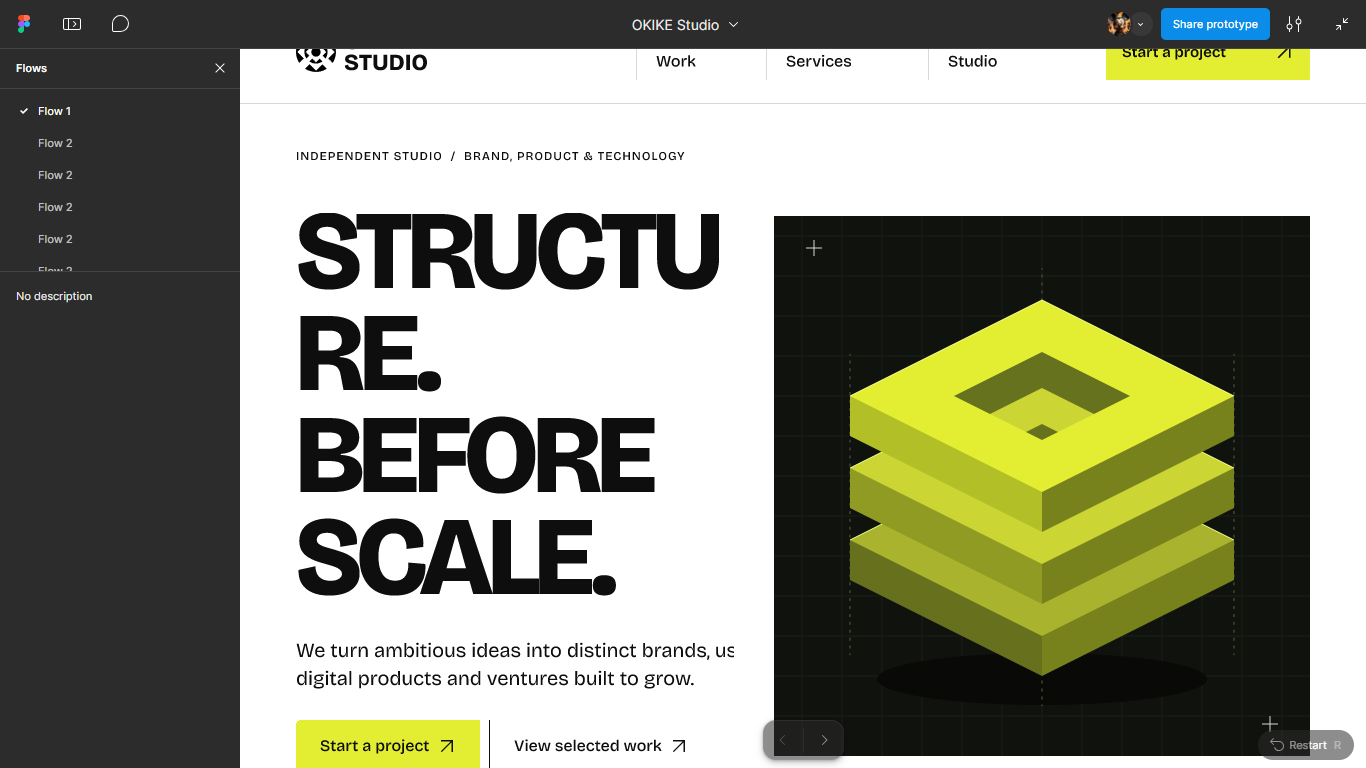 OKIKE Studio
Share prototype
Flows
STUDIO
Work
Services
Studio
Start a project
Flow 1
Flow 2
Flow 2
Flow 2
Flow 2
Flow 2
No description
INDEPENDENT STUDIO / BRAND, PRODUCT & TECHNOLOGY
STRUCTU
RE.
BEFORE
SCALE.
We turn ambitious ideas into distinct brands, us
digital products and ventures built to grow.
Start a project
View selected work
Restart R